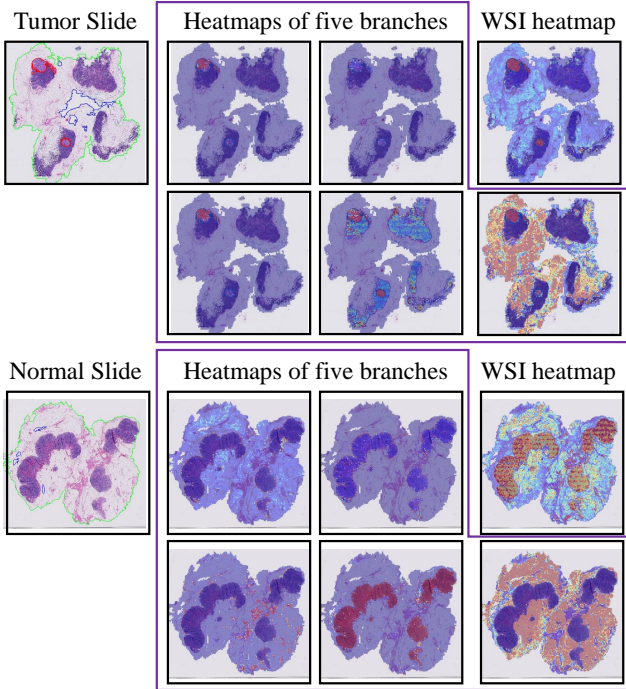 Tumor Slide
Heatmaps of five branches
WSI heatmap
Normal Slide
Heatmaps of five branches
WSI heatmap